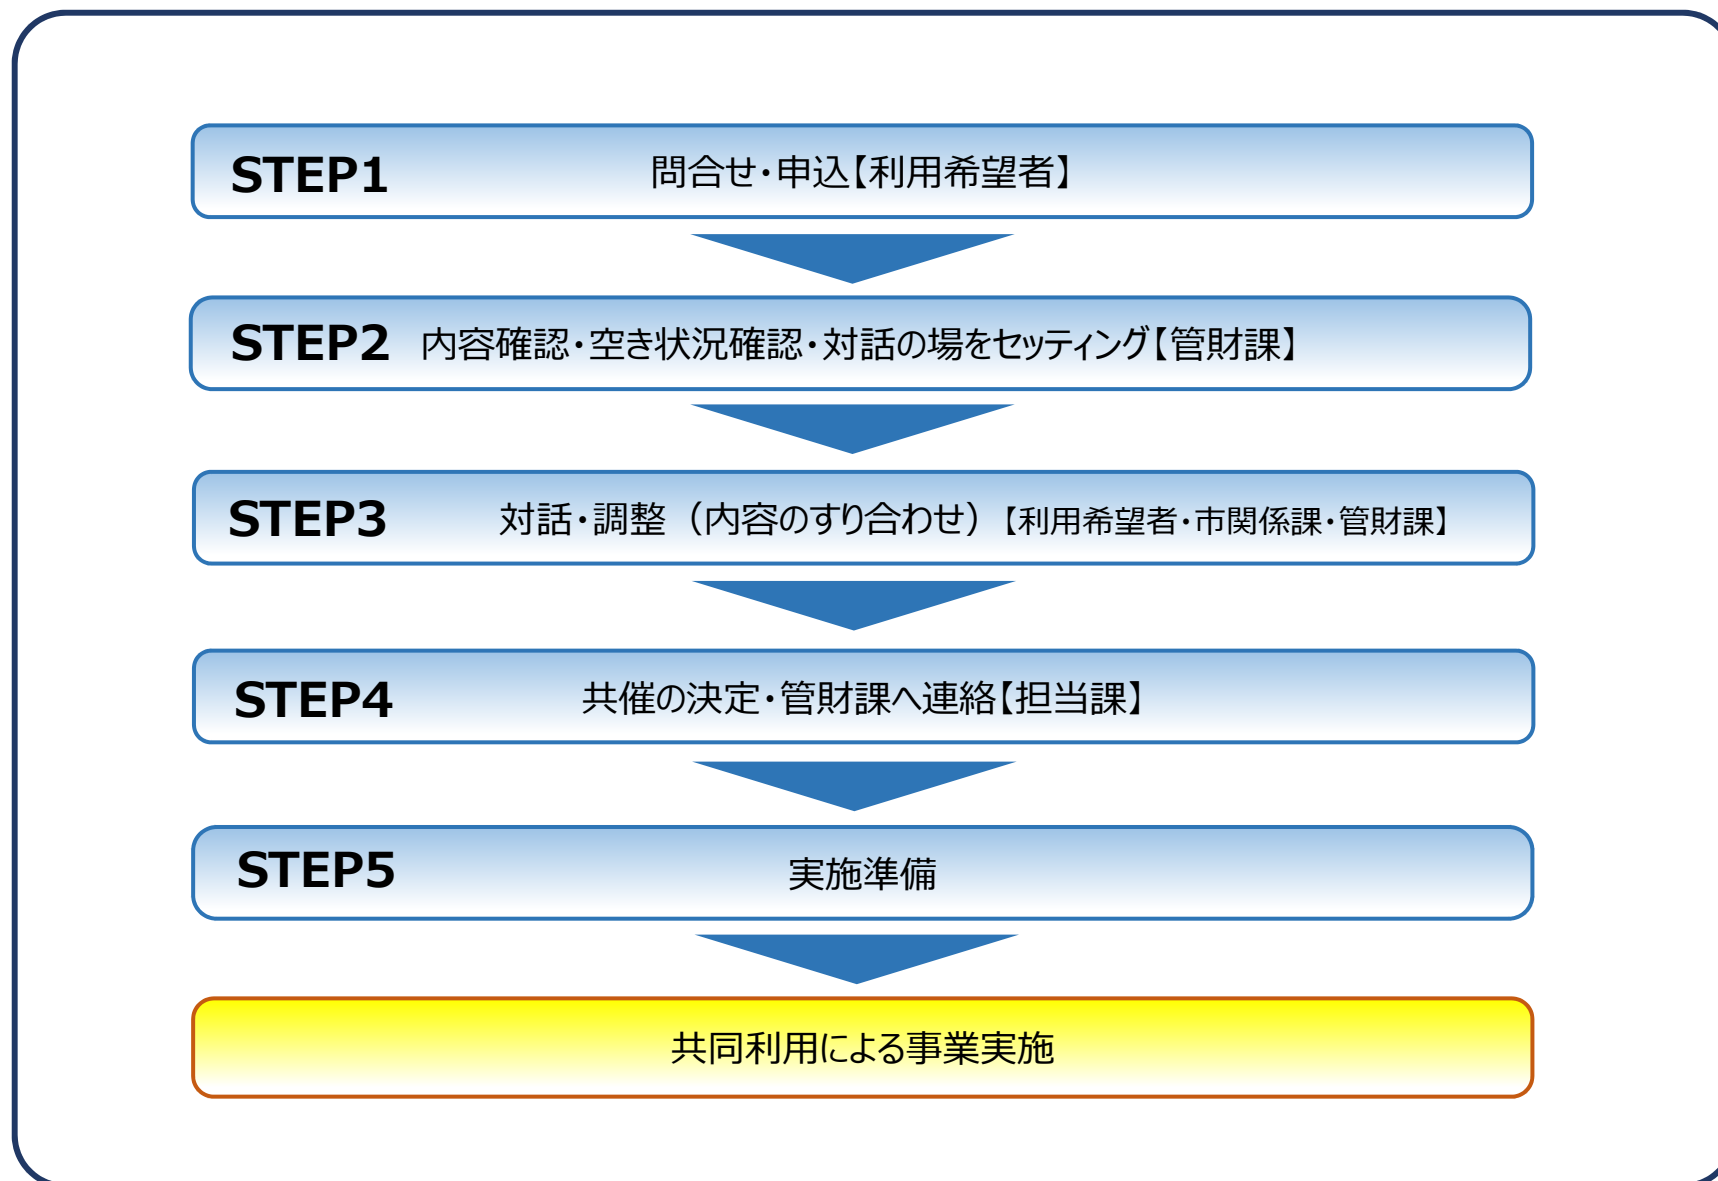 STEP1 問合せ・申込【利用希望者】
STEP2 内容確認・空き状況確認・対話の場をセッティング【管財課】
STEP3 対話・調整（内容のすり合わせ）【利用希望者・市関係課・管財課】
STEP4 共催の決定・管財課へ連絡【担当課】
STEP5 実施準備
共同利用による事業実施